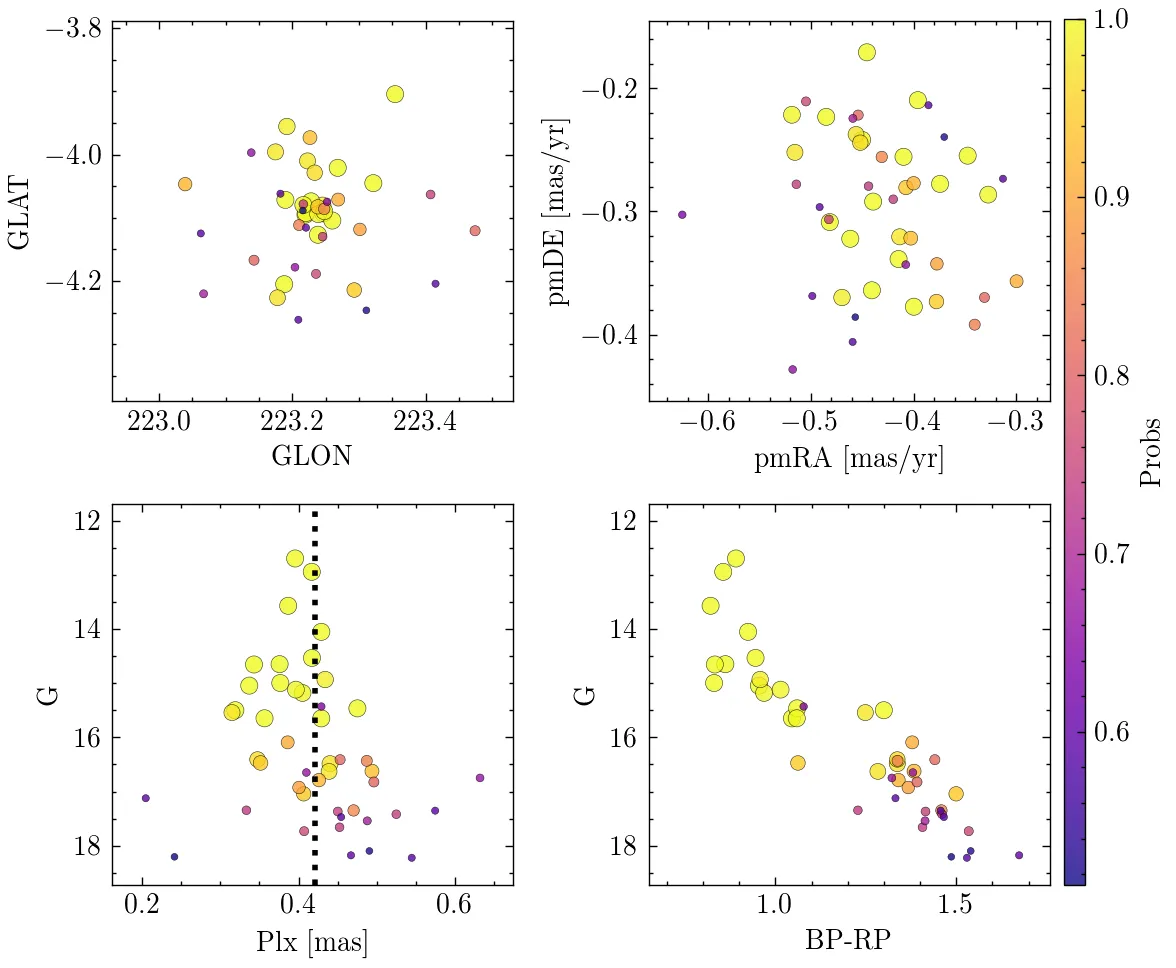 −3.8
−4.0
−4.2
GLAT
223.0 223.2 223.4
GLON
−0.2
−0.3
−0.4
pmDE [mas/yr]
−0.6 −0.5 −0.4 −0.3
pmRA [mas/yr]
12
14
16
18
G
0.2 0.4 0.6
Plx [mas]
12
14
16
18
G
1.0 1.5
BP-RP
1.0
0.9
0.8
0.7
0.6
Probs